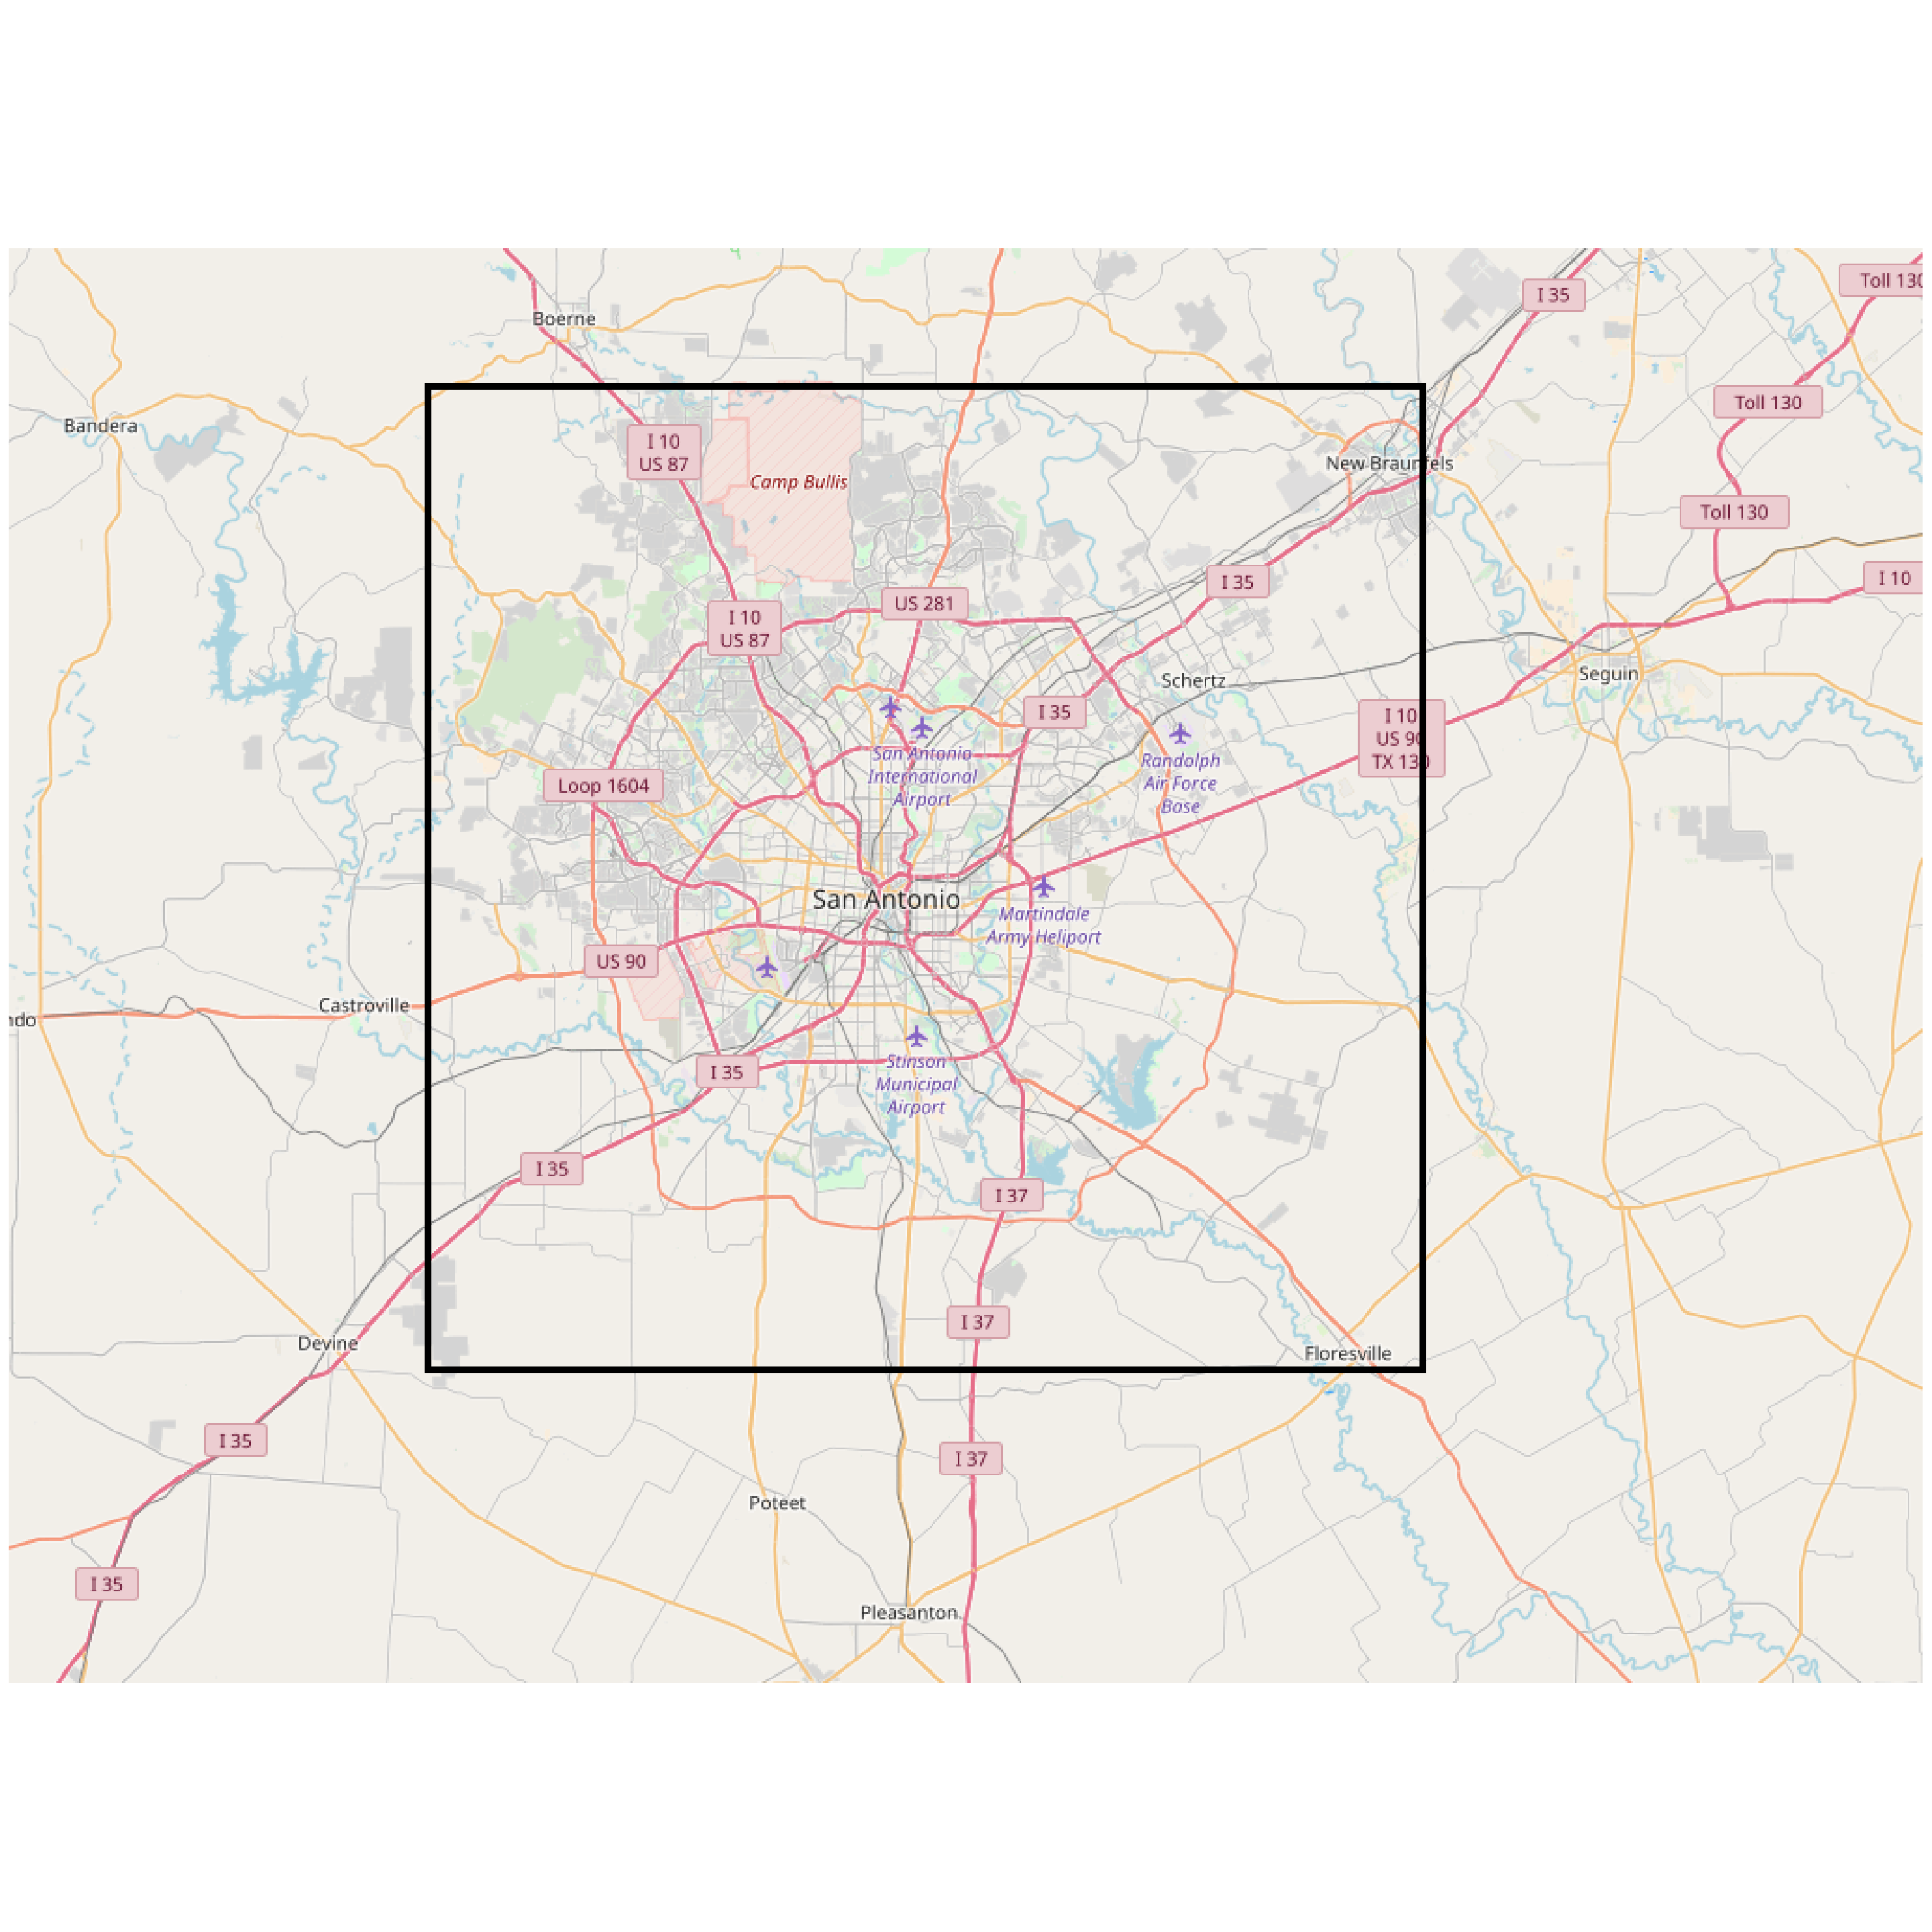 I 35
Toll 130
Boerne
Toll 130
Bandera
I 10
US 87
New Braunfels
Camp Bullis
Toll 130
I 10
I 35
US 281
I 10
US 87
Seguin
Schertz
I 35
I 10
US 90
TX 130
San Antonio
International
Airport
Randolph
Air Force
Base
Loop 1604
San Antonio
Martindale
Army Heliport
US 90
Castroville
ndo
Stinson
Municipal
Airport
I 35
I 35
I 37
I 37
Devine
Floresville
I 35
I 37
Poteet
I 35
Pleasanton